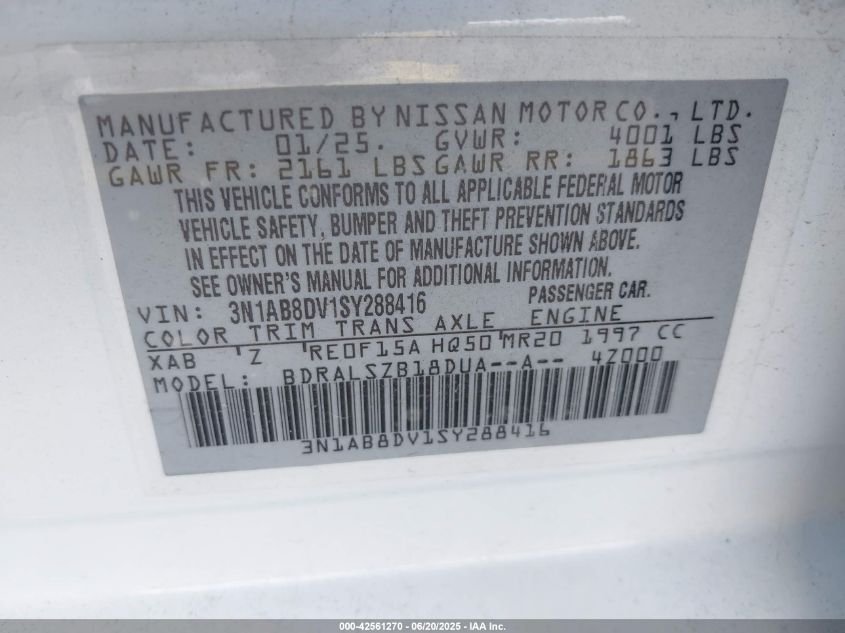 MANUFACTURED BY NISSAN MOTOR CO., LTD.
DATE: 01/25. GVWR: 4001 LBS
GAWR FR: 2161 LBS GAWR RR: 1863 LBS
THIS VEHICLE CONFORMS TO ALL APPLICABLE FEDERAL MOTOR
VEHICLE SAFETY, BUMPER AND THEFT PREVENTION STANDARDS
IN EFFECT ON THE DATE OF MANUFACTURE SHOWN ABOVE.
SEE OWNER'S MANUAL FOR ADDITIONAL INFORMATION.
VIN: 3N1AB8DV1SY288416 PASSENGER CAR.
COLOR TRIM TRANS AXLE ENGINE
XAB 'Z 'RE0F15A HQ50 'MR20 1997 CC
MODEL: BDRALSZB18DUA--A-- 4Z000
3N1AB8DV1SY288416
000-42561270 - 06/20/2025 - IAA Inc.